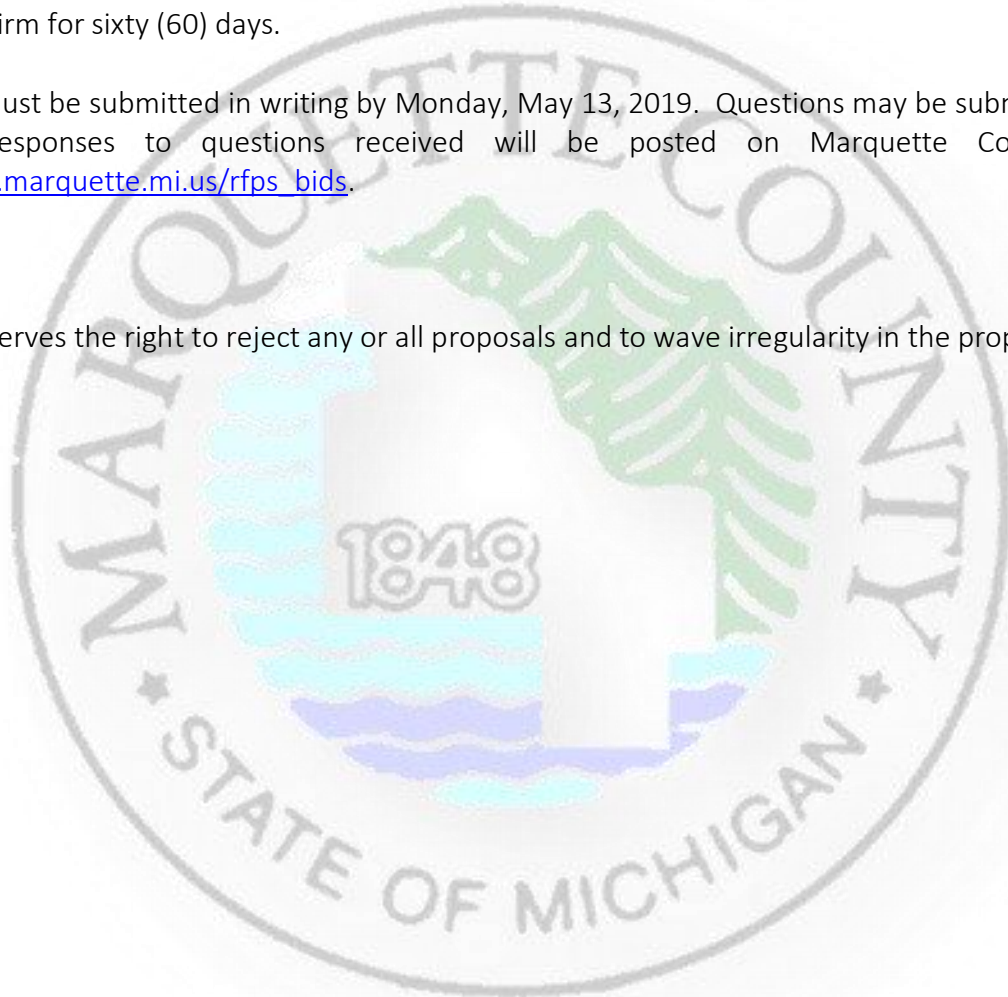 irm for sixty (60) days.
ust be submitted in writing by Monday, May 13, 2019. Questions may be subm
esponses to questions received will be posted on Marquette Co
.marquette.mi.us/rfps_bids.
erves the right to reject any or all proposals and to wave irregularity in the prop
MARQUETTE COUNTY
1848
STATE OF MICHIGAN